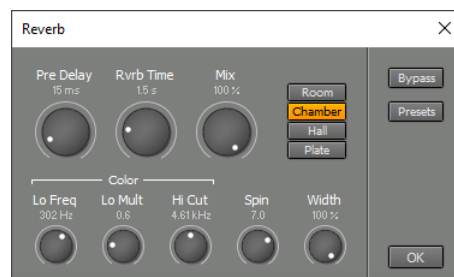 Reverb
Pre Delay Rvrb Time Mix
15 ms 1.5 s 100 %
Room
Chamber
Hall
Plate
Bypass
Presets
Color
Lo Freq Lo Mult Hi Cut Spin Width
302 Hz 0.6 4.61 kHz 7.0 100 %
OK